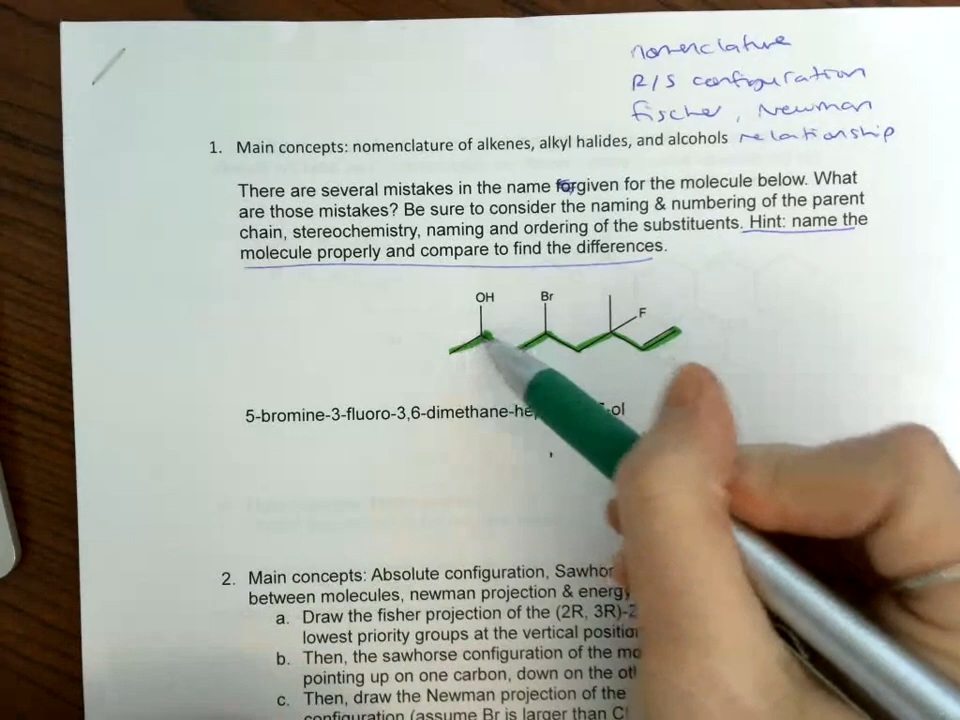 nomenclature
R/S configuration
fischer, Newman
1. Main concepts: nomenclature of alkenes, alkyl halides, and alcohols relationship
There are several mistakes in the name given for the molecule below. What
are those mistakes? Be sure to consider the naming & numbering of the parent
chain, stereochemistry, naming and ordering of the substituents. Hint: name the
molecule properly and compare to find the differences.
OH Br
F
5-bromine-3-fluoro-3,6-dimethane-he -ol
2. Main concepts: Absolute configuration, Sawhor
between molecules, newman projection & energy
a. Draw the fisher projection of the (2R, 3R)-2
lowest priority groups at the vertical position
b. Then, the sawhorse configuration of the mo
pointing up on one carbon, down on the ot
c. Then, draw the Newman projection of the
configuration (assume Br is larger than C